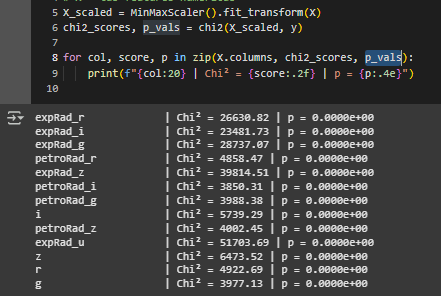 5 X_scaled = MinMaxScaler().fit_transform(X)
6 chi2_scores, p_vals = chi2(X_scaled, y)
7
8 for col, score, p in zip(X.columns, chi2_scores, p_vals):
9     print(f"{col:20} | Chi² = {score:.2f} | p = {p:.4e}")
10
expRad_r | Chi² = 26630.82 | p = 0.0000e+00
expRad_i | Chi² = 23481.73 | p = 0.0000e+00
expRad_g | Chi² = 28737.07 | p = 0.0000e+00
petroRad_r | Chi² = 4858.47 | p = 0.0000e+00
expRad_z | Chi² = 39814.51 | p = 0.0000e+00
petroRad_i | Chi² = 3850.31 | p = 0.0000e+00
petroRad_g | Chi² = 3988.38 | p = 0.0000e+00
i | Chi² = 5739.29 | p = 0.0000e+00
petroRad_z | Chi² = 4002.45 | p = 0.0000e+00
expRad_u | Chi² = 51703.69 | p = 0.0000e+00
z | Chi² = 6473.52 | p = 0.0000e+00
r | Chi² = 4922.69 | p = 0.0000e+00
g | Chi² = 3977.13 | p = 0.0000e+00